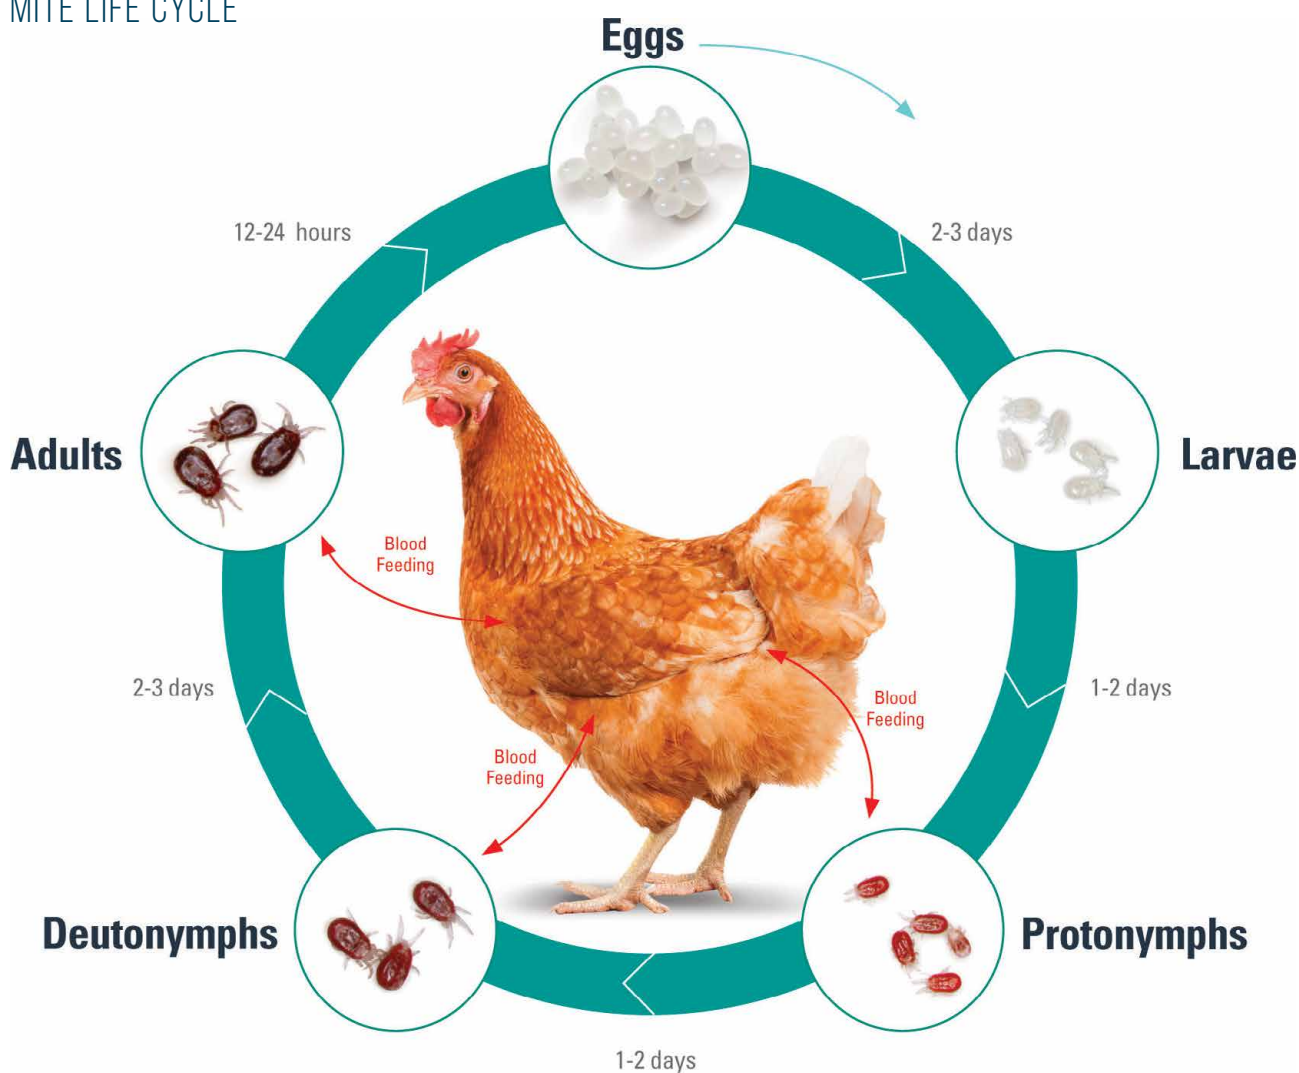 MITE LIFE CYCLE
Eggs
12-24 hours
2-3 days
Adults
Larvae
Blood
Feeding
2-3 days
1-2 days
Blood
Feeding
Blood
Feeding
Deutonymphs
Protonymphs
1-2 days